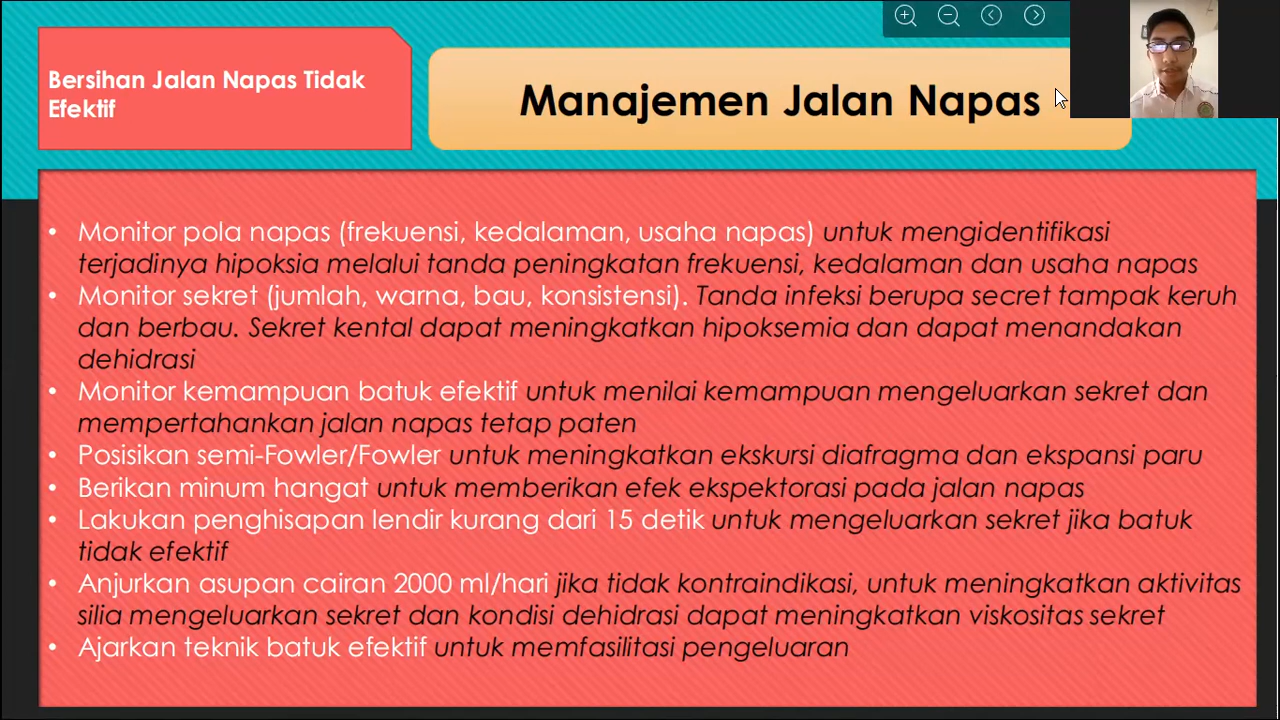 Bersihan Jalan Napas Tidak
Efektif
Manajemen Jalan Napas
• Monitor pola napas (frekuensi, kedalaman, usaha napas) untuk mengidentifikasi
terjadinya hipoksia melalui tanda peningkatan frekuensi, kedalaman dan usaha napas
• Monitor sekret (jumlah, warna, bau, konsistensi). Tanda infeksi berupa secret tampak keruh
dan berbau. Sekret kental dapat meningkatkan hipoksemia dan dapat menandakan
dehidrasi
• Monitor kemampuan batuk efektif untuk menilai kemampuan mengeluarkan sekret dan
mempertahankan jalan napas tetap paten
• Posisikan semi-Fowler/Fowler untuk meningkatkan ekskursi diafragma dan ekspansi paru
• Berikan minum hangat untuk memberikan efek ekspektorasi pada jalan napas
• Lakukan penghisapan lendir kurang dari 15 detik untuk mengeluarkan sekret jika batuk
tidak efektif
• Anjurkan asupan cairan 2000 ml/hari jika tidak kontraindikasi, untuk meningkatkan aktivitas
silia mengeluarkan sekret dan kondisi dehidrasi dapat meningkatkan viskositas sekret
• Ajarkan teknik batuk efektif untuk memfasilitasi pengeluaran